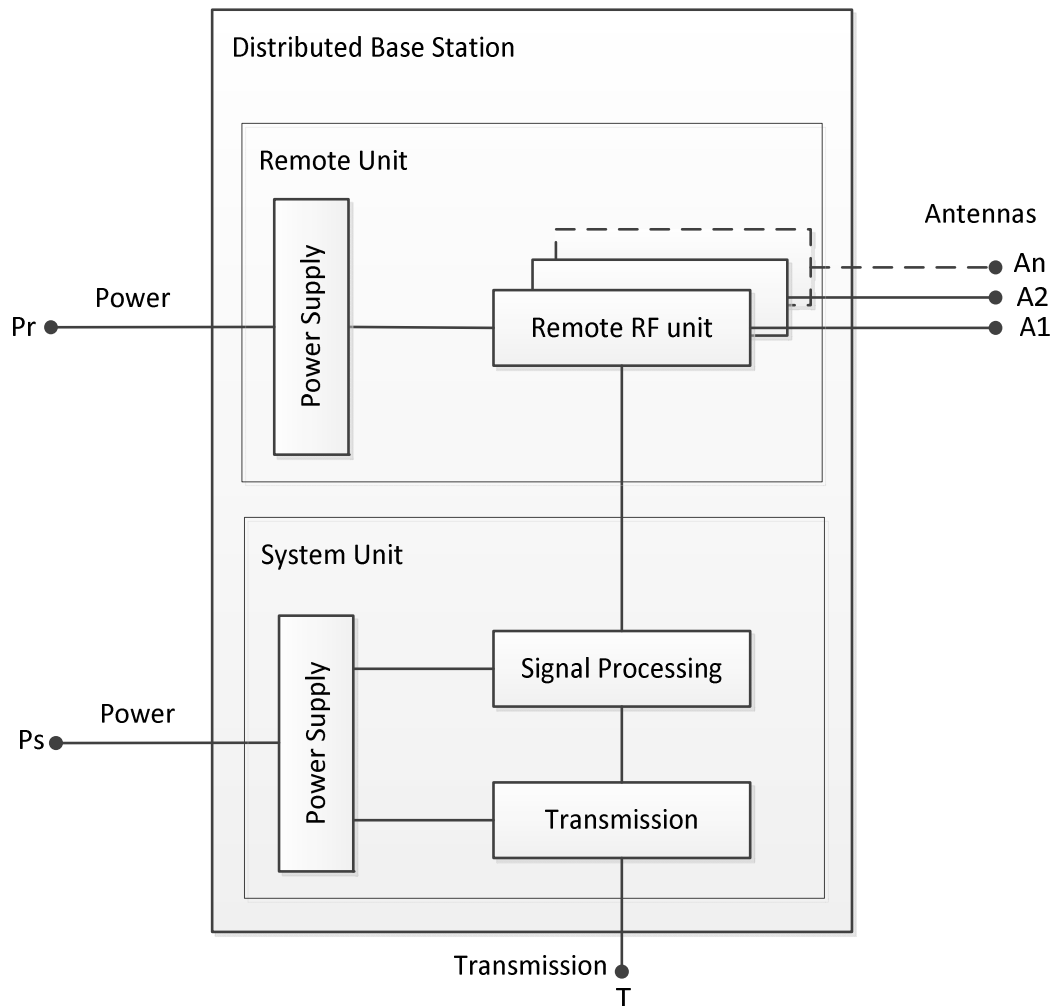 Distributed Base Station
Remote Unit
Antennas
An
Power
A2
Pr
Power Supply
Remote RF unit
A1
System Unit
Signal Processing
Power
Ps
Power Supply
Transmission
Transmission
T